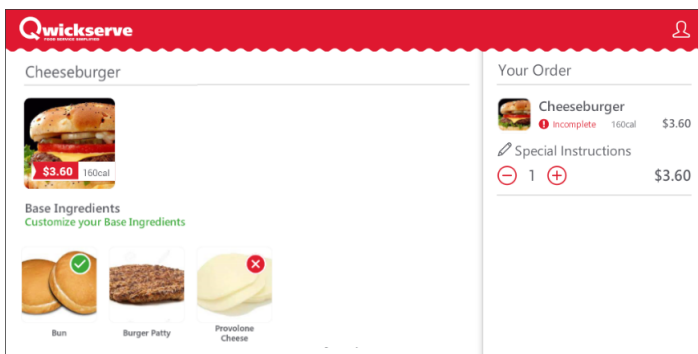 Qwickserve
FOOD SERVICE SIMPLIFIED
Cheeseburger
$3.60 160cal
Base Ingredients
Customize your Base Ingredients
Bun
Burger Patty
Provolone
Cheese
Your Order
Cheeseburger
Incomplete 160cal $3.60
Special Instructions
1 $3.60